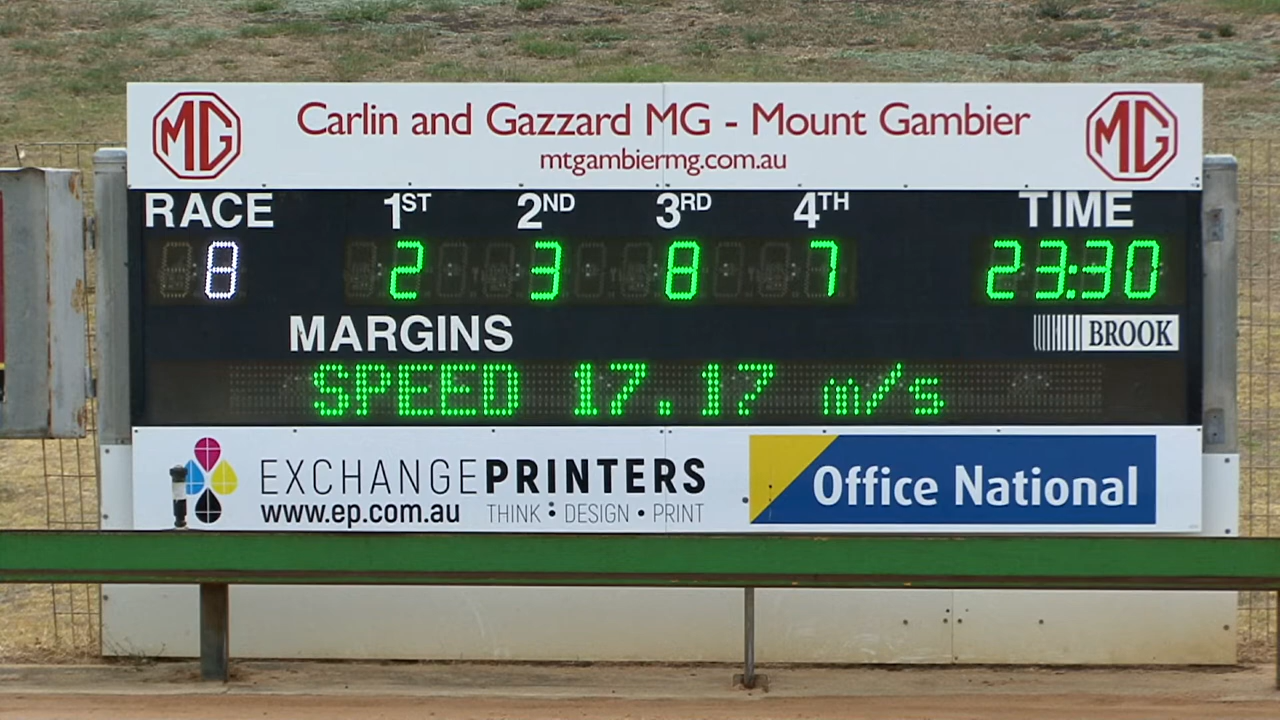 MG Carlin and Gazzard MG - Mount Gambier MG
mtgambiermg.com.au
RACE 1ST 2ND 3RD 4TH TIME
8 2 3 8 7 23:30
MARGINS BROOK
SPEED 17.17 m/s
EXCHANGEPRINTERS Office National
www.ep.com.au THINK • DESIGN • PRINT